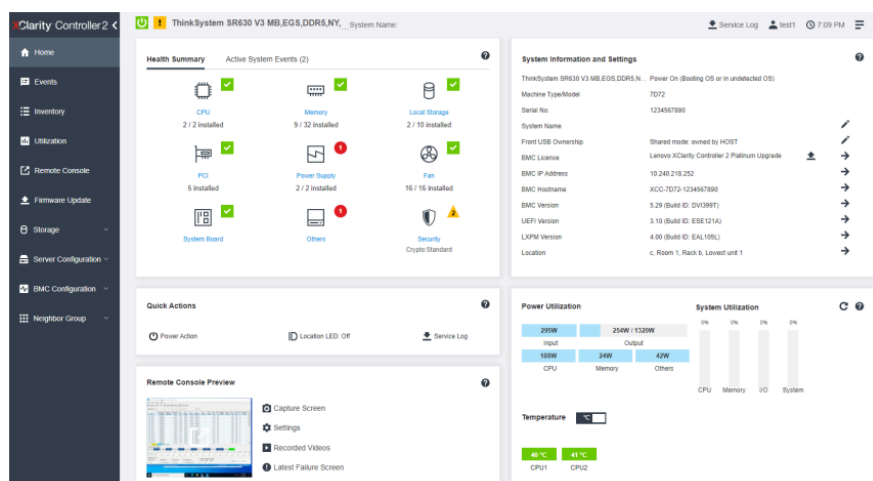 XClarity Controller 2
ThinkSystem SR630 V3 MB,EGS,DDR5,NY,... System Name:
Service Log
test1
7:09 PM
Home
Events
Inventory
Utilization
Remote Console
Firmware Update
Storage
Server Configuration
BMC Configuration
Neighbor Group
Health Summary
Active System Events (2)
CPU
Memory
Local Storage
2 / 2 installed
9 / 32 installed
2 / 10 installed
1
PCI
Power Supply
Fan
5 installed
2 / 2 installed
16 / 16 installed
1
2
System Board
Others
Security
Crypto Standard
System Information and Settings
ThinkSystem SR630 V3 MB,EGS,DDR5,N... Power On (Booting OS or in undetected OS)
Machine Type/Model 7D72
Serial No. 1234567890
System Name
Front USB Ownership Shared mode: owned by HOST
BMC License Lenovo XClarity Controller 2 Platinum Upgrade
BMC IP Address 10.240.218.252
BMC Hostname XCC-7D72-1234567890
BMC Version 5.29 (Build ID: DVI399T)
UEFI Version 3.10 (Build ID: ESE121A)
LXPM Version 4.00 (Build ID: EAL105L)
Location c, Room 1, Rack b, Lowest unit 1
Quick Actions
Power Action
Location LED: Off
Service Log
Remote Console Preview
Capture Screen
Settings
Recorded Videos
Latest Failure Screen
Power Utilization
295W
254W / 1320W
Input
Output
188W
24W
42W
CPU
Memory
Others
System Utilization
0%
0%
0%
0%
CPU
Memory
I/O
System
Temperature
°C
40 °C
41 °C
CPU1
CPU2